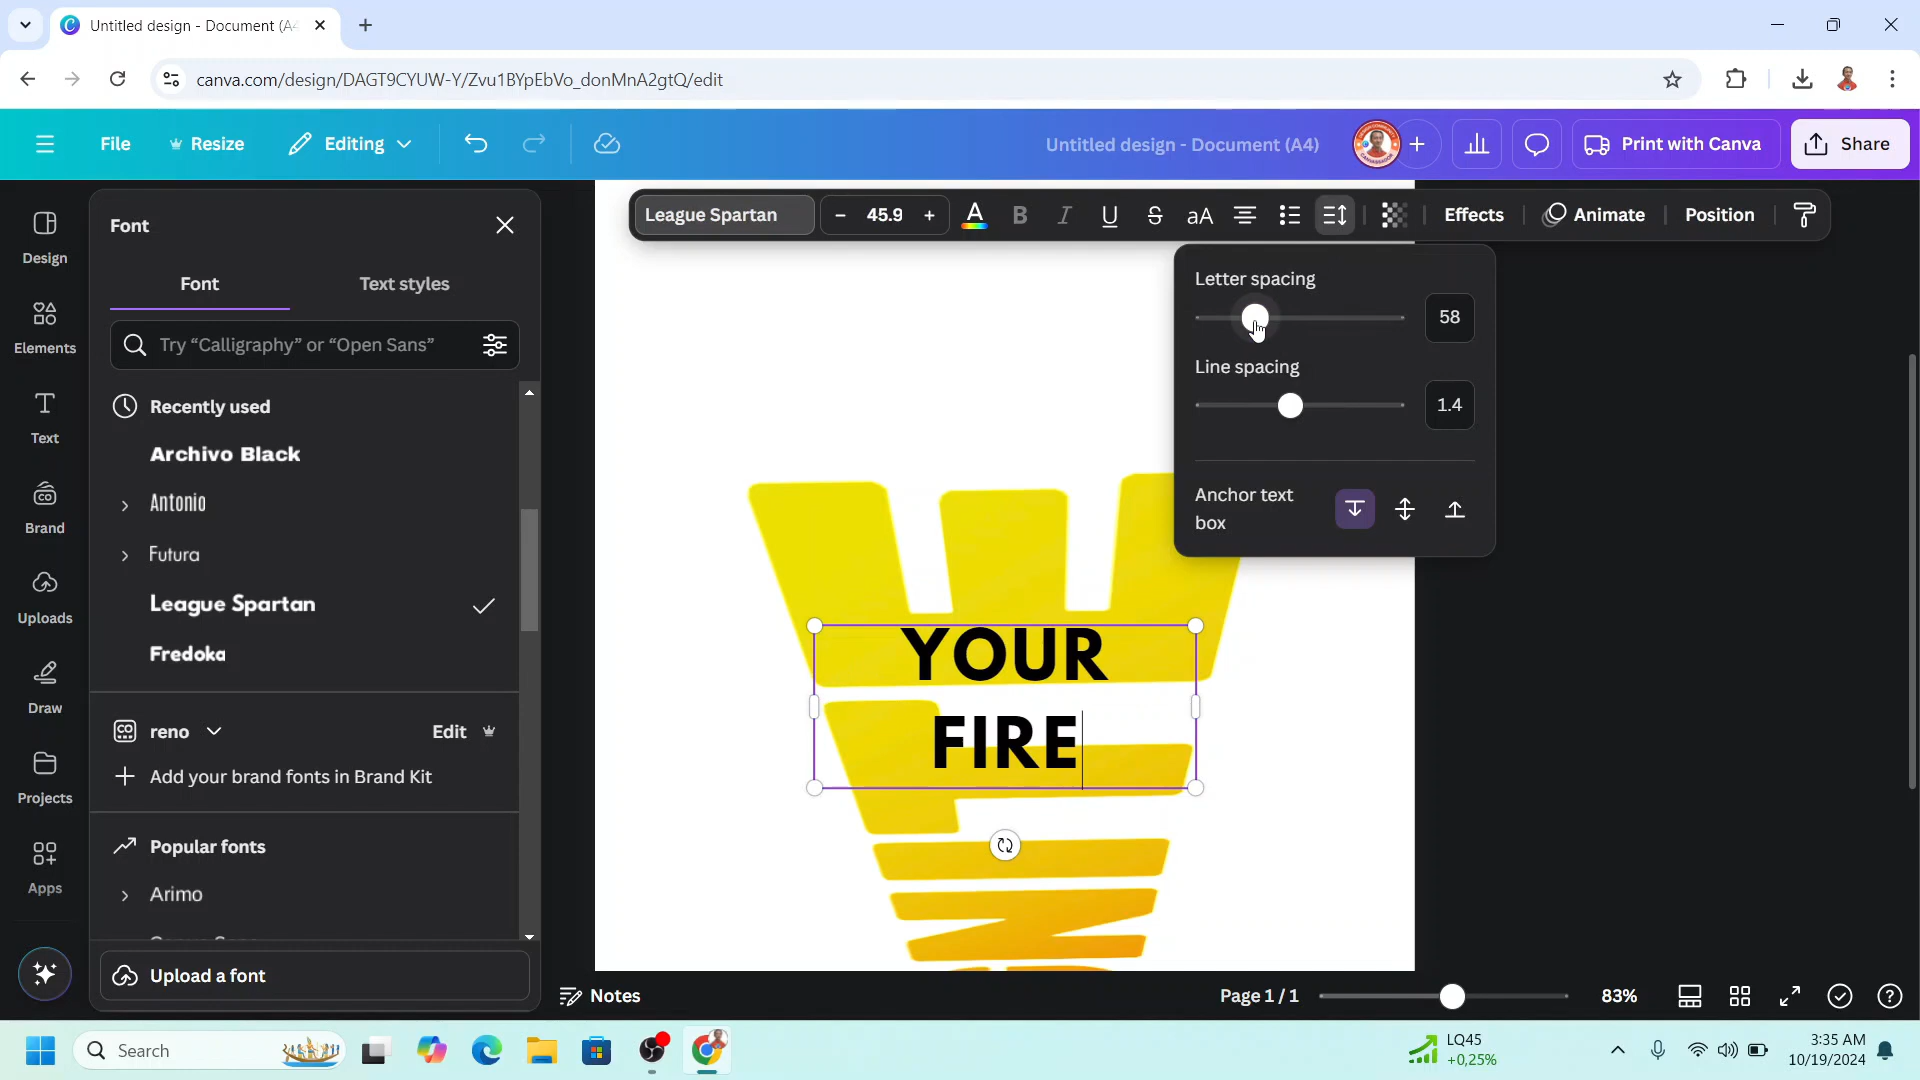 Untitled design - Document (A4
canva.com/design/DAGT9CYUW-Y/Zvu1BYpEbVo_donMnA2gtQ/edit
File
Resize
Editing
Untitled design - Document (A4)
Print with Canva
Share
Design
Elements
Text
Brand
Uploads
Draw
Projects
Apps
Font
Font
Text styles
Try “Calligraphy” or “Open Sans”
Recently used
Archivo Black
Antonio
Futura
League Spartan
Fredoka
reno
Edit
Add your brand fonts in Brand Kit
Popular fonts
Arimo
Upload a font
League Spartan
- 45.9 +
A
B
I
U
S
aA
Effects
Animate
Position
Letter spacing
58
Line spacing
1.4
Anchor text
box
YOUR
FIRE
Notes
Page 1 / 1
83%
Search
LQ45
+0,25%
3:35 AM
10/19/2024